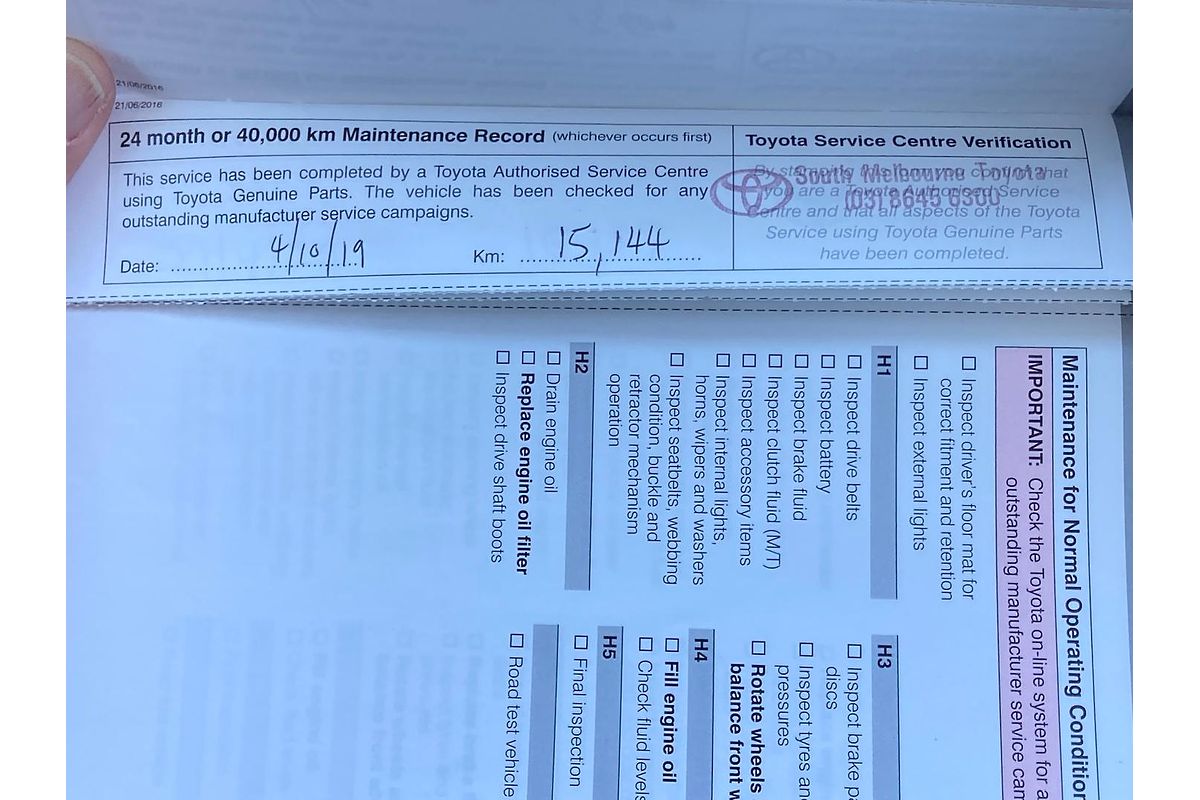 21/06/2016
21/06/2016
24 month or 40,000 km Maintenance Record (whichever occurs first)
This service has been completed by a Toyota Authorised Service Centre
using Toyota Genuine Parts. The vehicle has been checked for any
outstanding manufacturer service campaigns.
Date: 4/10/19 Km: 15,144
Toyota Service Centre Verification
By stamping this you confirm that
you are a Toyota Authorised Service
Centre and that all aspects of the Toyota
Service using Toyota Genuine Parts
have been completed.
South Melbourne Toyota
(03) 8645 6300
Maintenance for Normal Operating Condition
IMPORTANT: Check the Toyota on-line system for a
outstanding manufacturer service cam
☐ Inspect driver's floor mat for
correct fitment and retention
☐ Inspect external lights
H1
☐ Inspect drive belts
☐ Inspect battery
☐ Inspect brake fluid
☐ Inspect clutch fluid (M/T)
☐ Inspect accessory items
☐ Inspect internal lights,
horns, wipers and washers
☐ Inspect seatbelts, webbing
condition, buckle and
retractor mechanism
operation
H2
☐ Drain engine oil
☐ Replace engine oil filter
☐ Inspect drive shaft boots
H3
☐ Inspect brake pa
discs
☐ Inspect tyres and
pressures
☐ Rotate wheels
balance front w
H4
☐ Fill engine oil
☐ Check fluid levels
H5
☐ Final inspection
☐ Road test vehicle